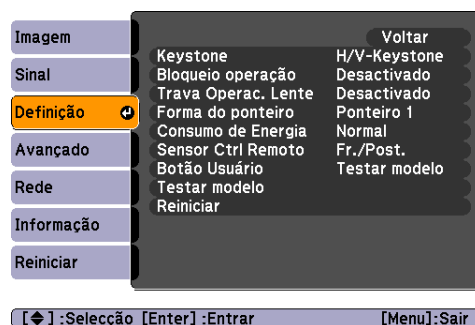 Imagem
Sinal
Definição
Avançado
Rede
Informação
Reiniciar
Voltar
Keystone H/V-Keystone
Bloqueio operação Desactivado
Trava Operac. Lente Desactivado
Forma do ponteiro Ponteiro 1
Consumo de Energia Normal
Sensor Ctrl Remoto Fr./Post.
Botão Usuário Testar modelo
Testar modelo
Reiniciar
[◆] :Selecção [Enter] :Entrar [Menu]:Sair